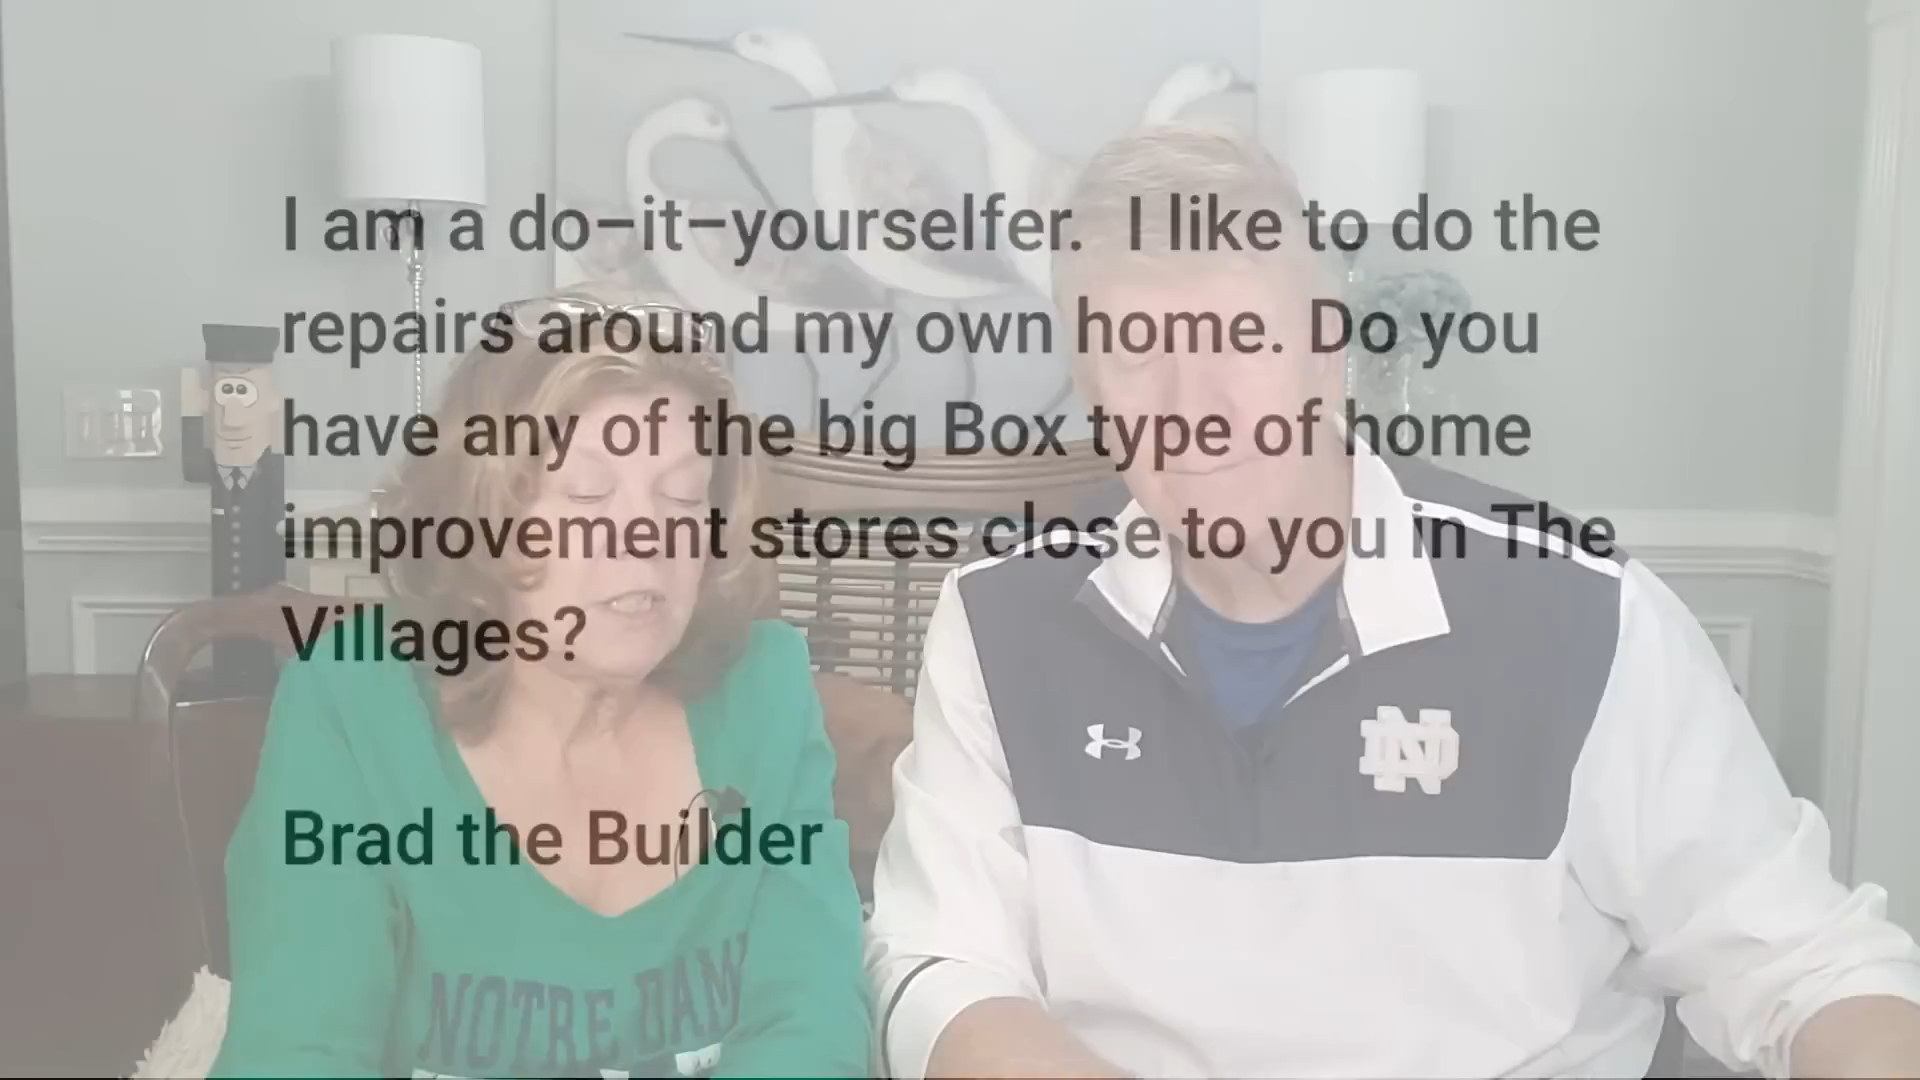 I am a do-it-yourselfer. I like to do the
repairs around my own home. Do you
have any of the big Box type of home
improvement stores close to you in The
Villages?
Brad the Builder
NOTRE DAM
ND